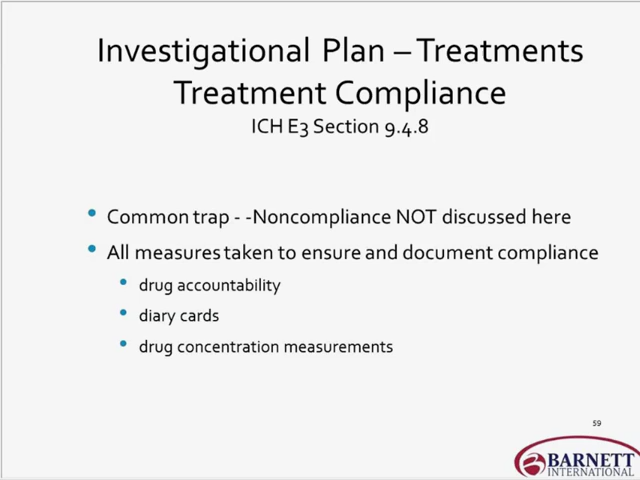 Investigational Plan – Treatments
Treatment Compliance
ICH E3 Section 9.4.8
• Common trap - -Noncompliance NOT discussed here
• All measures taken to ensure and document compliance
• drug accountability
• diary cards
• drug concentration measurements
59
BARNETT
INTERNATIONAL